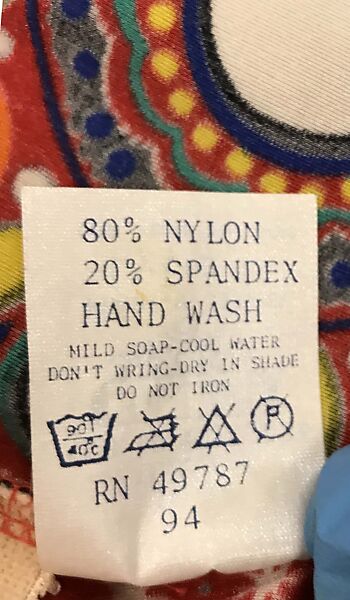 80% NYLON
20% SPANDEX
HAND WASH
MILD SOAP-COOL WATER
DON'T WRING-DRY IN SHADE
DO NOT IRON
40°C
P
RN 49787
94